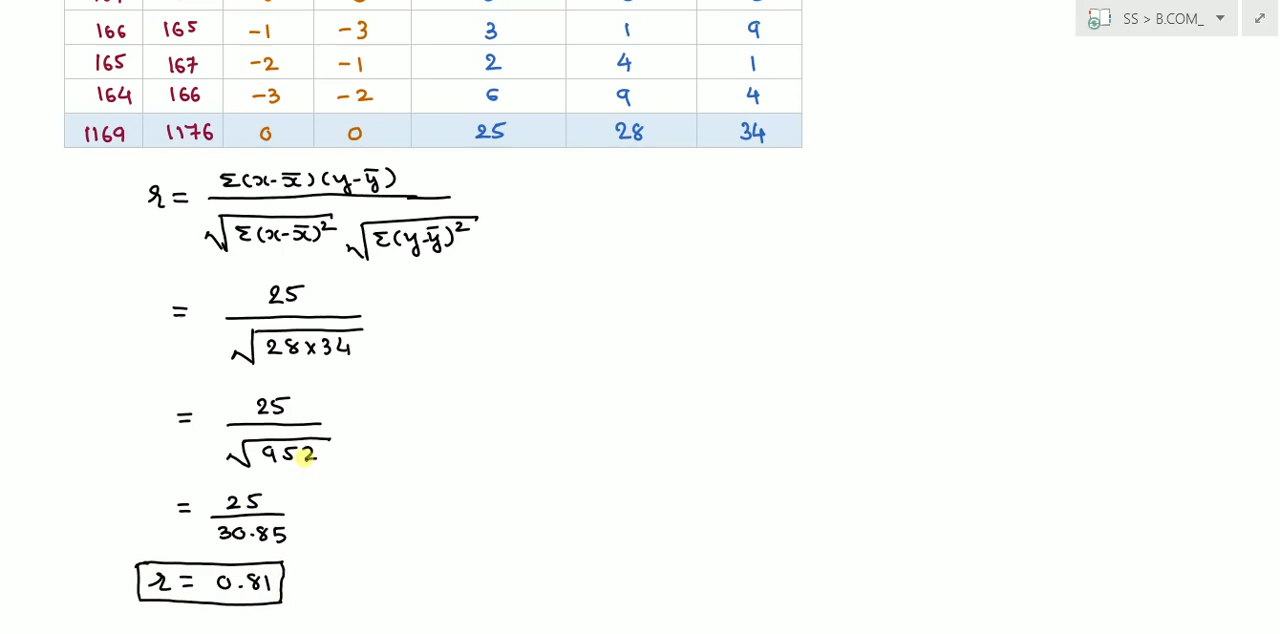 SS > B.COM_
166 165 -1 -3 3 1 9
165 167 -2 -1 2 4 1
164 166 -3 -2 6 9 4
1169 1176 0 0 25 28 34
r = Σ(x-x̄)(y-ȳ)
√Σ(x-x̄)² √Σ(y-ȳ)²
= 25
√28×34
= 25
√952
= 25
30.85
r = 0.81